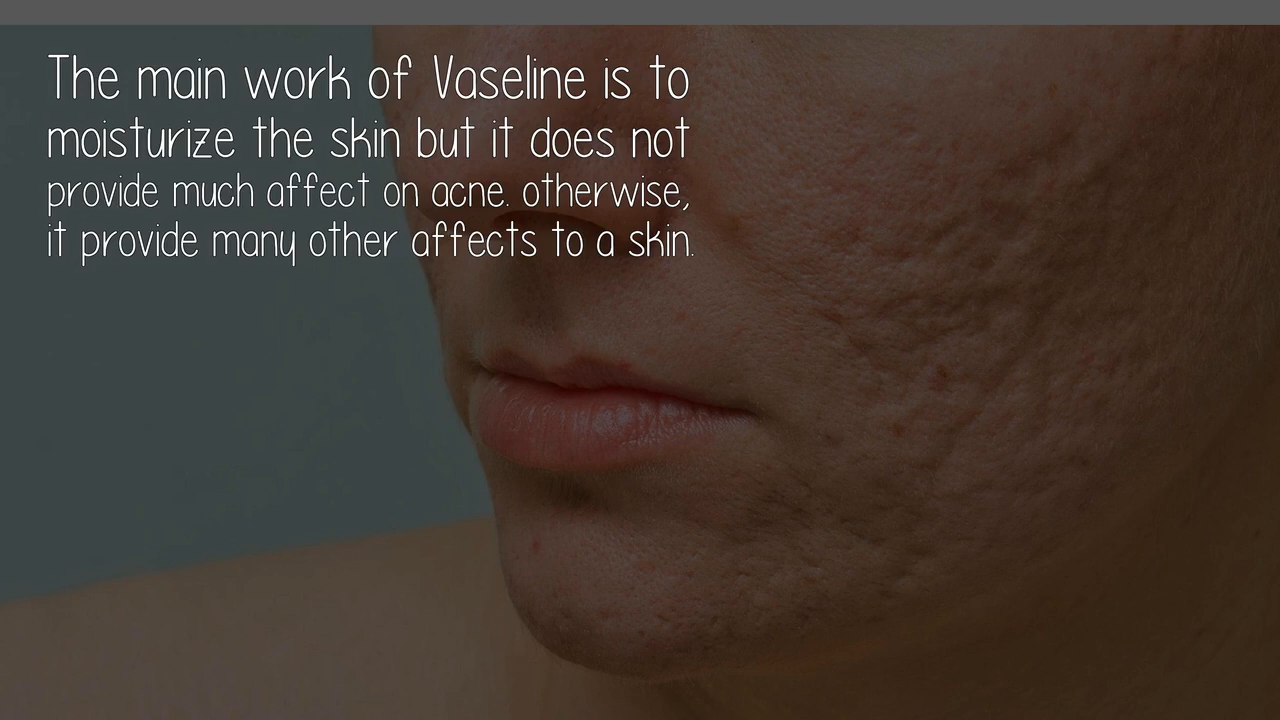 The main work of Vaseline is to
moisturize the skin but it does not
provide much affect on acne. otherwise,
it provide many other affects to a skin.